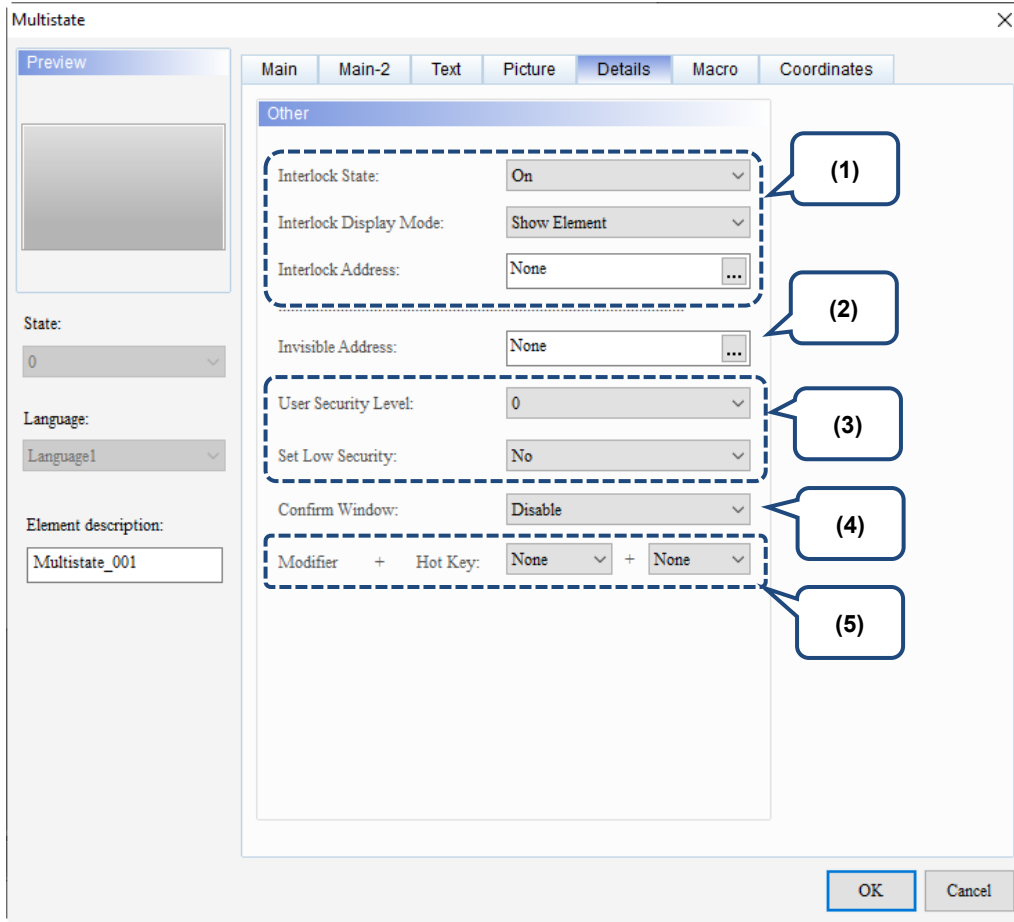 Multistate
Preview
Main Main-2 Text Picture Details Macro Coordinates
Other
Interlock State: On
(1)
Interlock Display Mode: Show Element
Interlock Address: None ...
(2)
State:
0
Invisible Address: None ...
User Security Level: 0
(3)
Language:
Language1
Set Low Security: No
Confirm Window: Disable
(4)
Element description:
Multistate_001
Modifier + Hot Key: None + None
(5)
OK Cancel